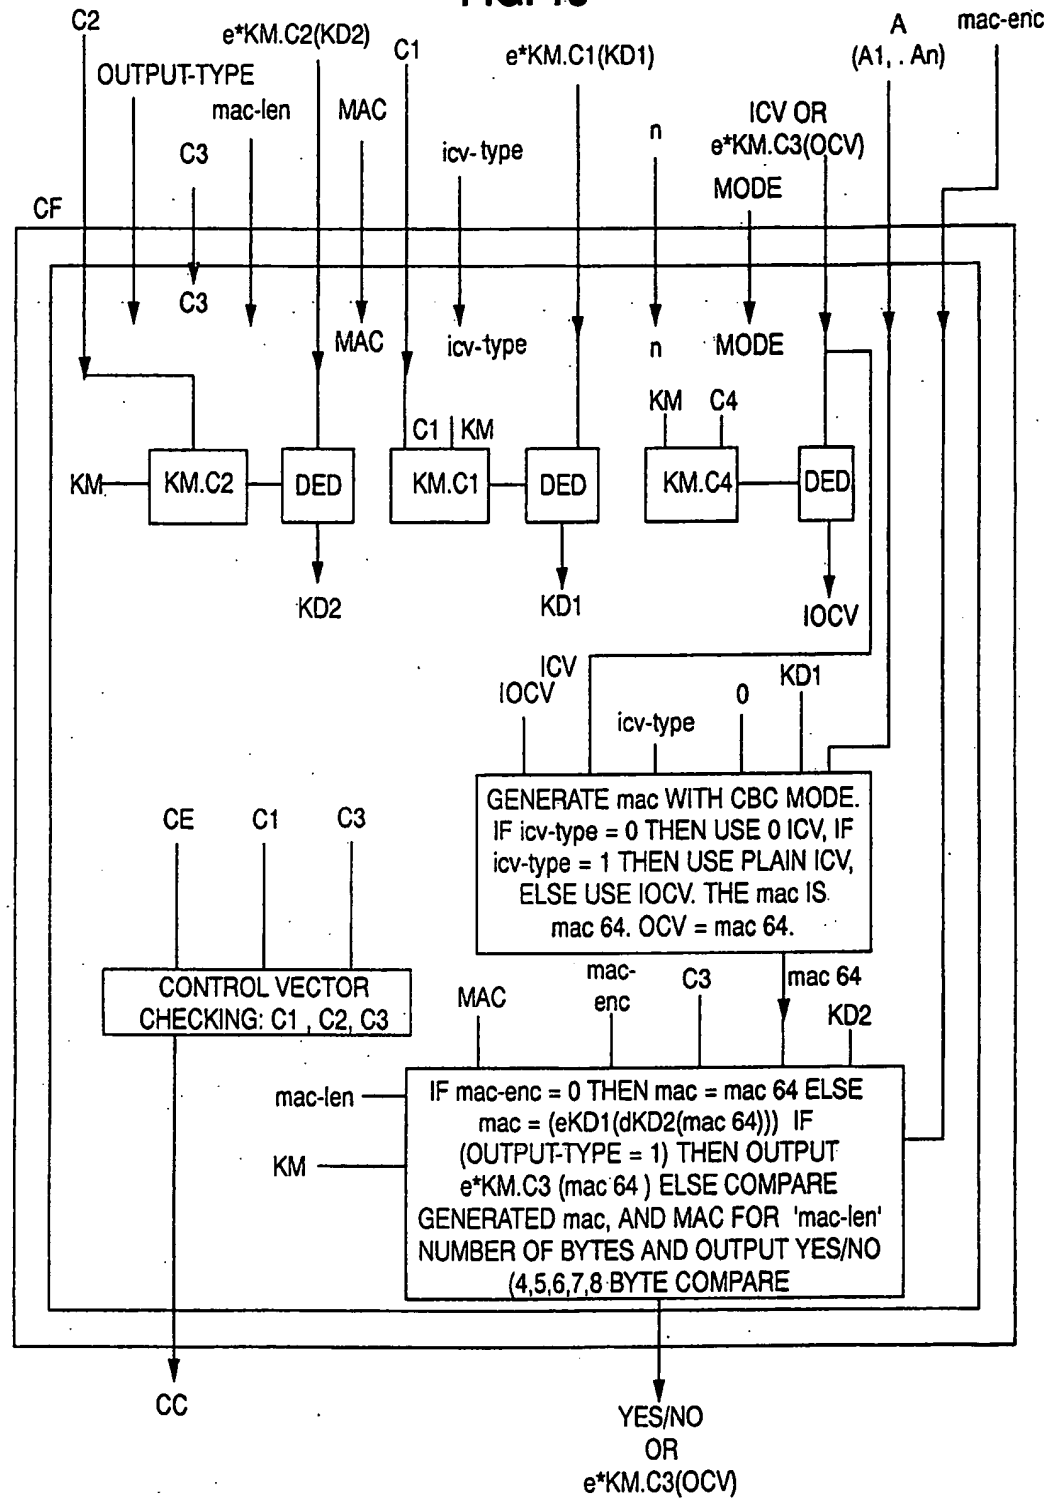 C2
e*KM.C2(KD2)
C1
e*KM.C1(KD1)
A
(A1, . An)
mac-enc
OUTPUT-TYPE
mac-len
MAC
C3
icv-type
n
ICV OR
e*KM.C3(OCV)
MODE
CF
C3
MAC
icv-type
n
MODE
C1
KM
KM
C4
KM
KM.C2
DED
KM.C1
DED
KM.C4
DED
KD2
KD1
IOCV
ICV
IOCV
icv-type
0
KD1
GENERATE mac WITH CBC MODE.
IF icv-type = 0 THEN USE 0 ICV, IF
icv-type = 1 THEN USE PLAIN ICV,
ELSE USE IOCV. THE mac IS
mac 64. OCV = mac 64.
CE
C1
C3
CONTROL VECTOR
CHECKING: C1 , C2, C3
MAC
mac-
enc
C3
mac 64
KD2
mac-len
KM
IF mac-enc = 0 THEN mac = mac 64 ELSE
mac = (eKD1(dKD2(mac 64))) IF
(OUTPUT-TYPE = 1) THEN OUTPUT
e*KM.C3 (mac 64 ) ELSE COMPARE
GENERATED mac, AND MAC FOR 'mac-len'
NUMBER OF BYTES AND OUTPUT YES/NO
(4,5,6,7,8 BYTE COMPARE
CC
YES/NO
OR
e*KM.C3(OCV)